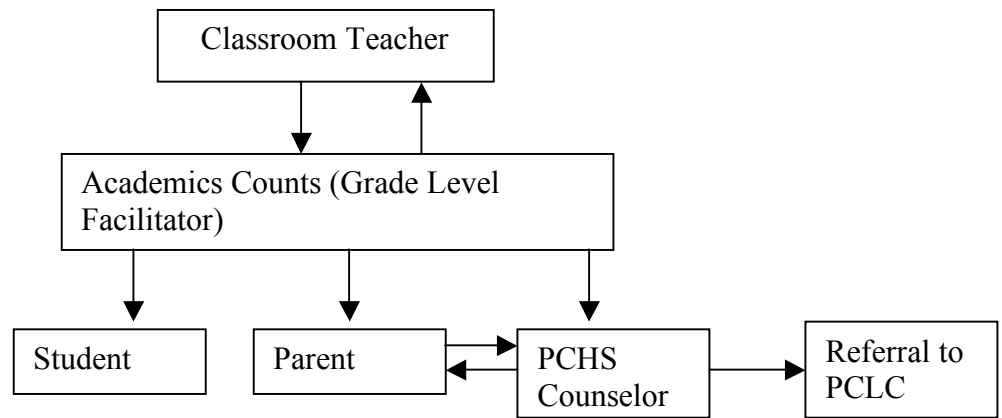 Classroom Teacher
Academics Counts (Grade Level
Facilitator)
Student
Parent
PCHS
Counselor
Referral to
PCLC